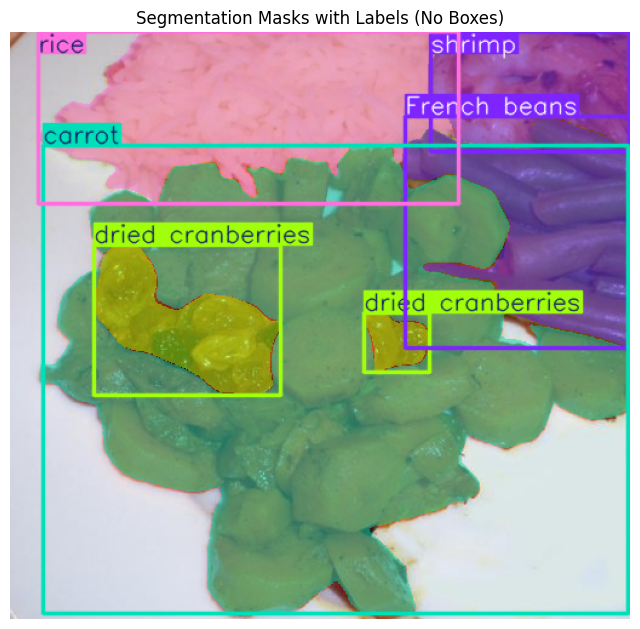 Segmentation Masks with Labels (No Boxes)
rice
shrimp
French beans
carrot
dried cranberries
dried cranberries